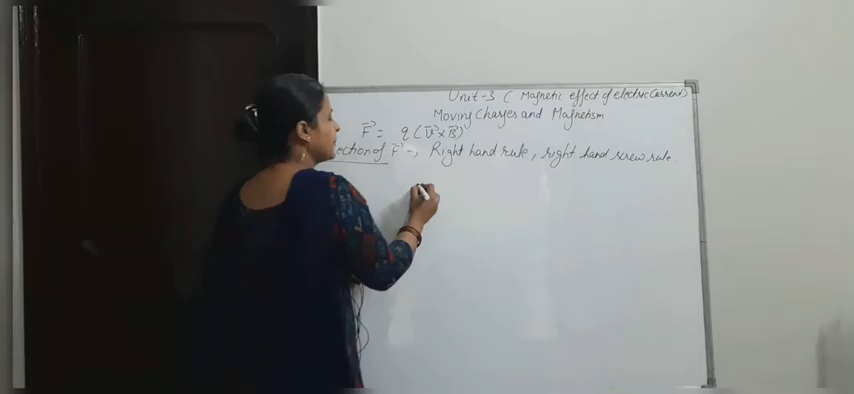 Unit-3 ( Magnetic effect of electric Current)
Moving Charges and Magnetism
F⃗ = q (V⃗ × B⃗)
ection of F⃗ -, Right hand rule, right hand screw rule.